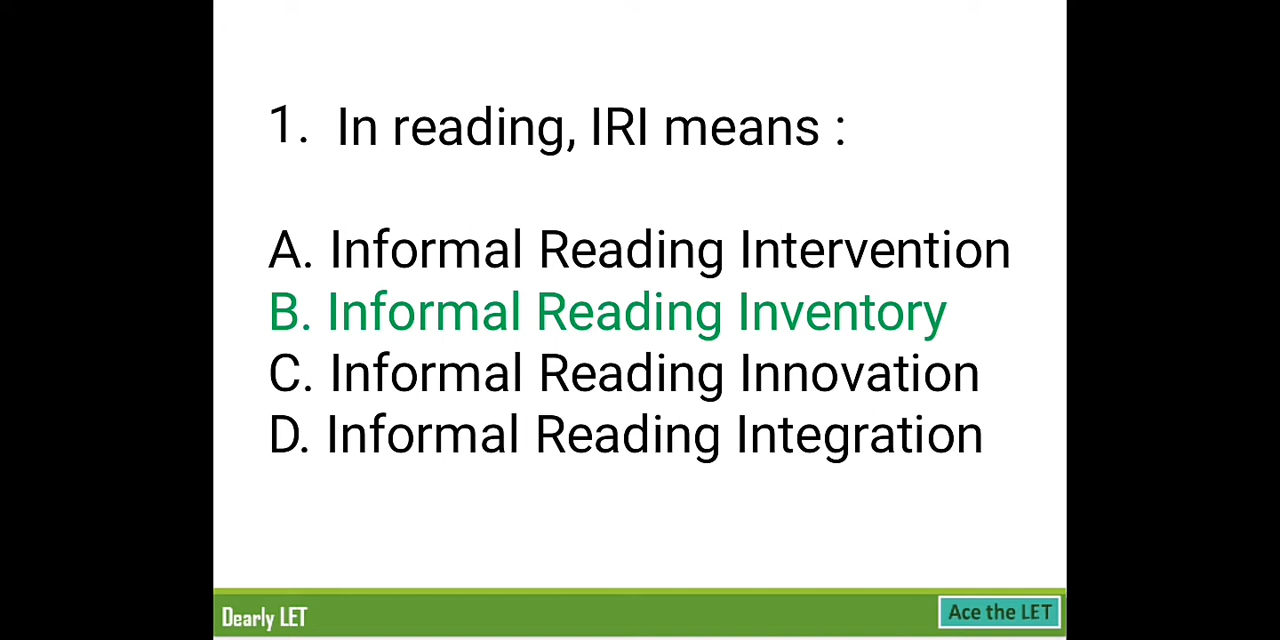 1. In reading, IRI means :
A. Informal Reading Intervention
B. Informal Reading Inventory
C. Informal Reading Innovation
D. Informal Reading Integration
Dearly LET
Ace the LET